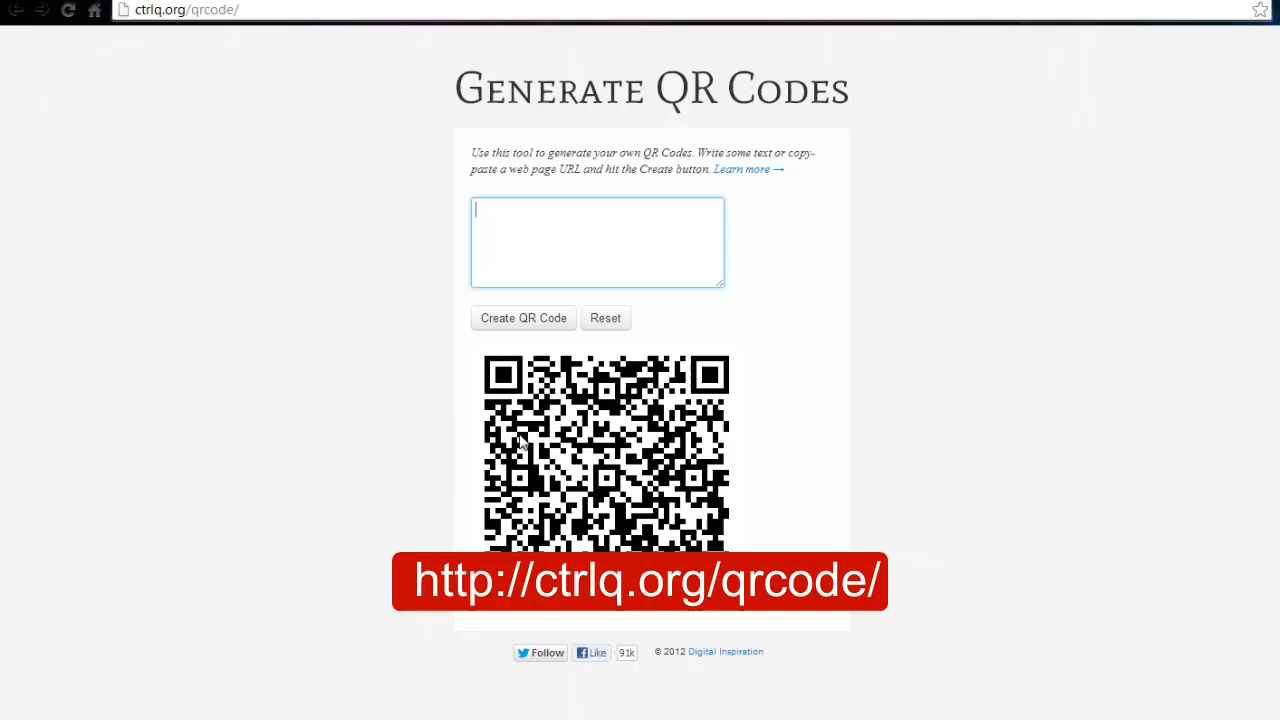 ctrlq.org/qrcode/
Generate QR Codes
Use this tool to generate your own QR Codes. Write some text or copy-
paste a web page URL and hit the Create button. Learn more →
Create QR Code Reset
http://ctrlq.org/qrcode/
Follow Like 91k © 2012 Digital Inspiration